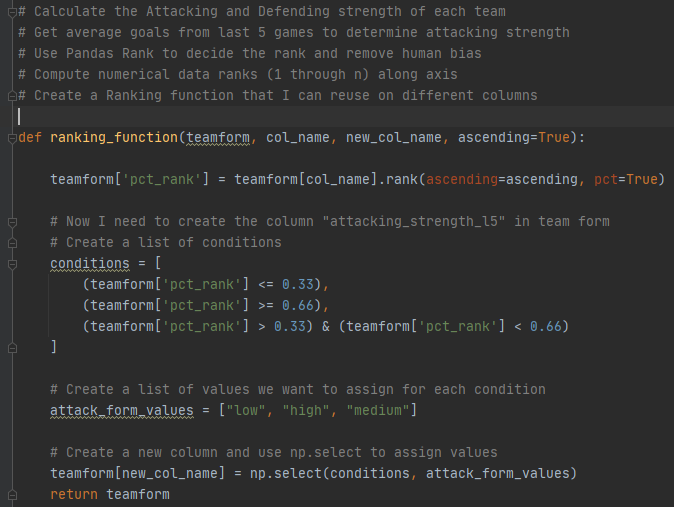 # Calculate the Attacking and Defending strength of each team
# Get average goals from last 5 games to determine attacking strength
# Use Pandas Rank to decide the rank and remove human bias
# Compute numerical data ranks (1 through n) along axis
# Create a Ranking function that I can reuse on different columns
def ranking_function(teamform, col_name, new_col_name, ascending=True):
    teamform['pct_rank'] = teamform[col_name].rank(ascending=ascending, pct=True)
    # Now I need to create the column "attacking_strength_l5" in team form
    # Create a list of conditions
    conditions = [
        (teamform['pct_rank'] <= 0.33),
        (teamform['pct_rank'] >= 0.66),
        (teamform['pct_rank'] > 0.33) & (teamform['pct_rank'] < 0.66)
    ]
    # Create a list of values we want to assign for each condition
    attack_form_values = ["low", "high", "medium"]
    # Create a new column and use np.select to assign values
    teamform[new_col_name] = np.select(conditions, attack_form_values)
    return teamform